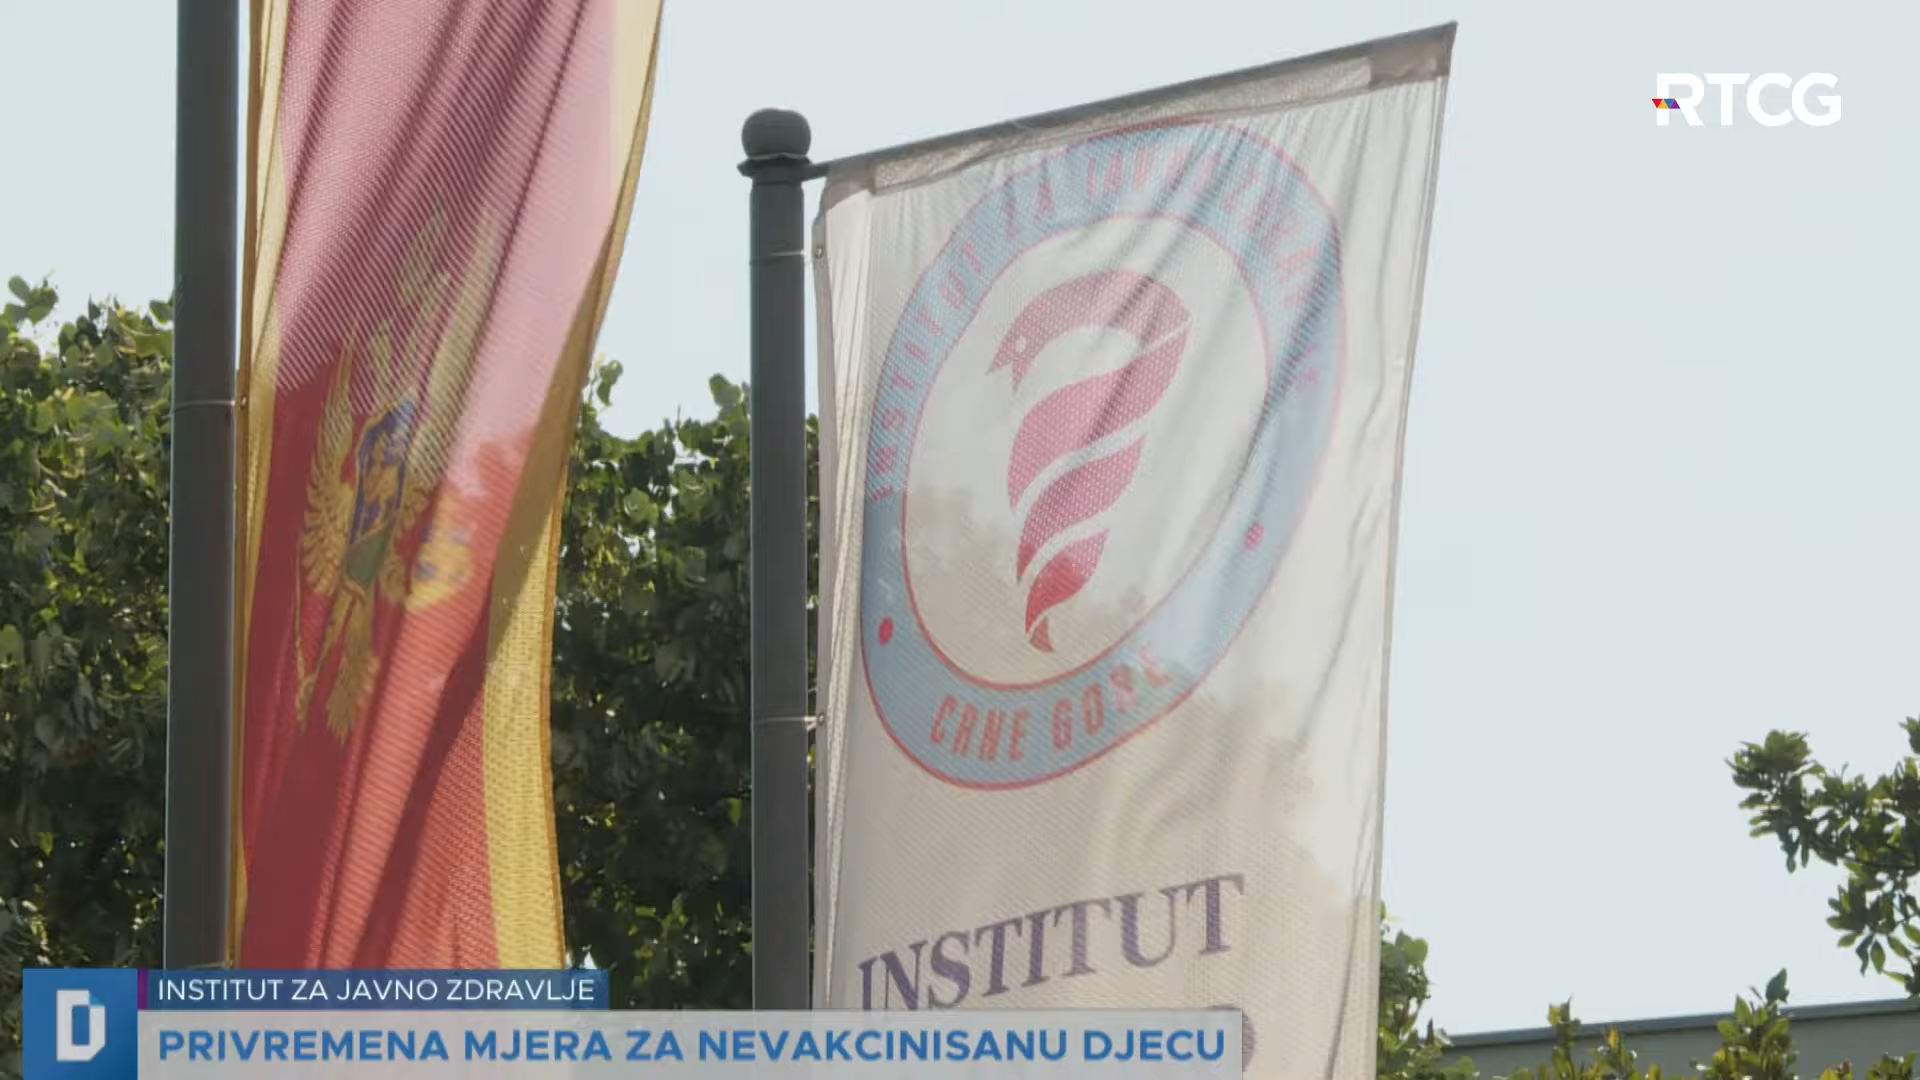 RTCG
INSTITUT ZA JAVNO ZDRAVLJE
CRNE GORE
INSTITUT
D
INSTITUT ZA JAVNO ZDRAVLJE
PRIVREMENA MJERA ZA NEVAKCINISANU DJECU